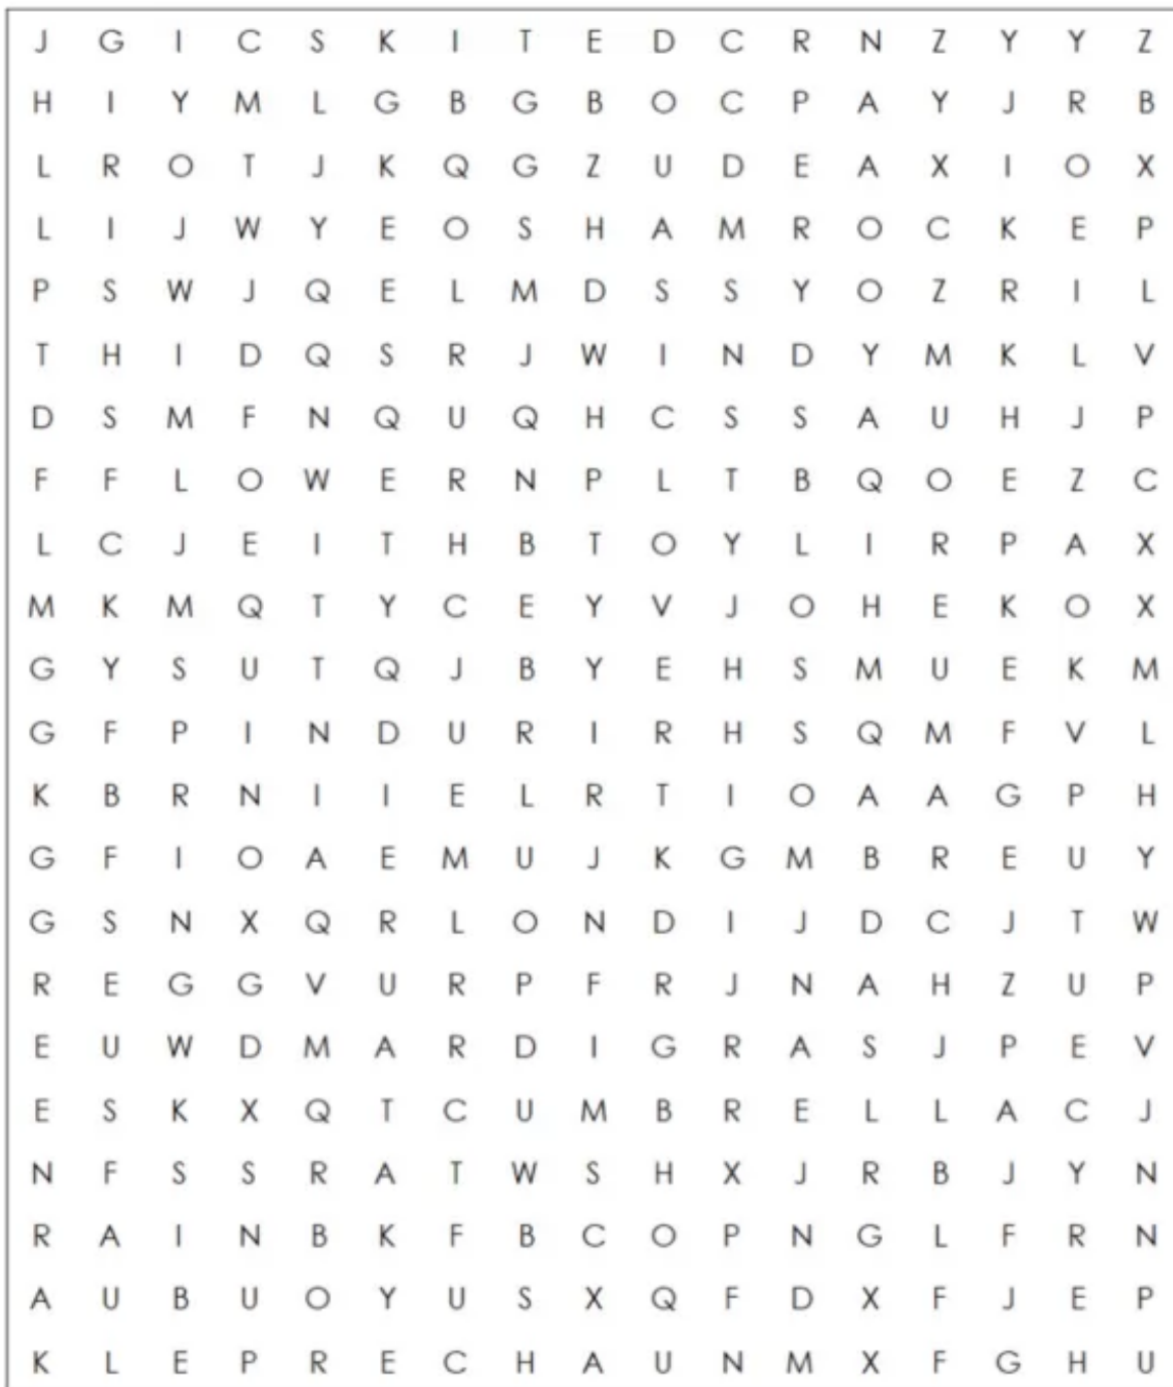 J G I C S K I T E D C R N Z Y Y Z
H I Y M L G B G B O C P A Y J R B
L R O T J K Q G Z U D E A X I O X
L I J W Y E O S H A M R O C K E P
P S W J Q E L M D S S Y O Z R I L
T H I D Q S R J W I N D Y M K L V
D S M F N Q U Q H C S S A U H J P
F F L O W E R N P L T B Q O E Z C
L C J E I T H B T O Y L I R P A X
M K M Q T Y C E Y V J O H E K O X
G Y S U T Q J B Y E H S M U E K M
G F P I N D U R I R H S Q M F V L
K B R N I I E L R T I O A A G P H
G F I O A E M U J K G M B R E U Y
G S N X Q R L O N D I J D C J T W
R E G G V U R P F R J N A H Z U P
E U W D M A R D I G R A S J P E V
E S K X Q T C U M B R E L L A C J
N F S S R A T W S H X J R B J Y N
R A I N B K F B C O P N G L F R N
A U B U O Y U S X Q F D X F J E P
K L E P R E C H A U N M X F G H U